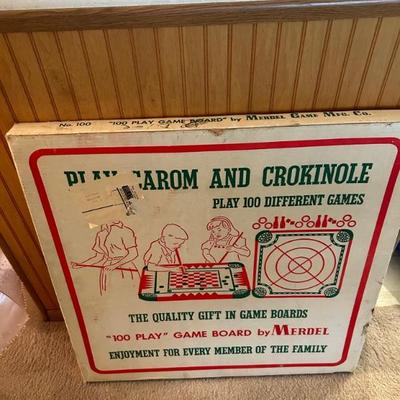 No. 100 "100 PLAY GAME BOARD" by MERDEL GAME MFG. CO.
PLAY CAROM AND CROKINOLE
PLAY 100 DIFFERENT GAMES
THE QUALITY GIFT IN GAME BOARDS
"100 PLAY" GAME BOARD by MERDEL
ENJOYMENT FOR EVERY MEMBER OF THE FAMILY